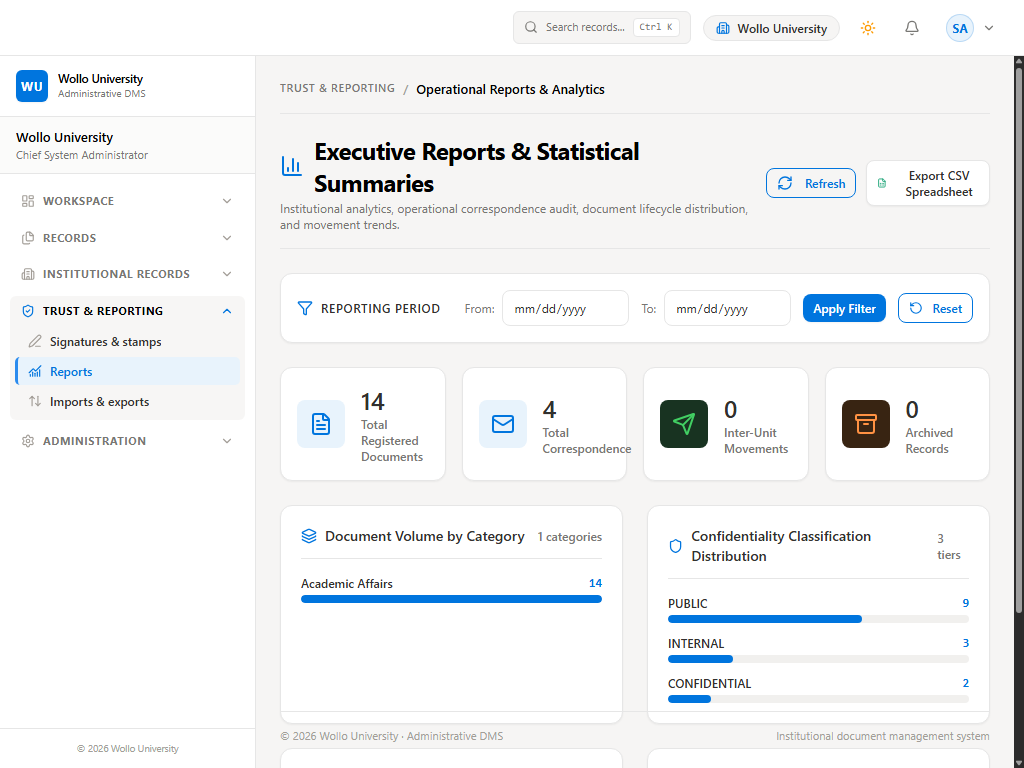 Search records...
Ctrl K
Wollo University
SA
WU
Wollo University
Administrative DMS
Wollo University
Chief System Administrator
WORKSPACE
RECORDS
INSTITUTIONAL RECORDS
TRUST & REPORTING
Signatures & stamps
Reports
Imports & exports
ADMINISTRATION
© 2026 Wollo University
TRUST & REPORTING / Operational Reports & Analytics
Executive Reports & Statistical
Summaries
Institutional analytics, operational correspondence audit, document lifecycle distribution,
and movement trends.
Refresh
Export CSV
Spreadsheet
REPORTING PERIOD
From:
mm/dd/yyyy
To:
mm/dd/yyyy
Apply Filter
Reset
14
Total
Registered
Documents
4
Total
Correspondence
0
Inter-Unit
Movements
0
Archived
Records
Document Volume by Category
1 categories
Academic Affairs
14
Confidentiality Classification
Distribution
3
tiers
PUBLIC
9
INTERNAL
3
CONFIDENTIAL
2
© 2026 Wollo University · Administrative DMS
Institutional document management system